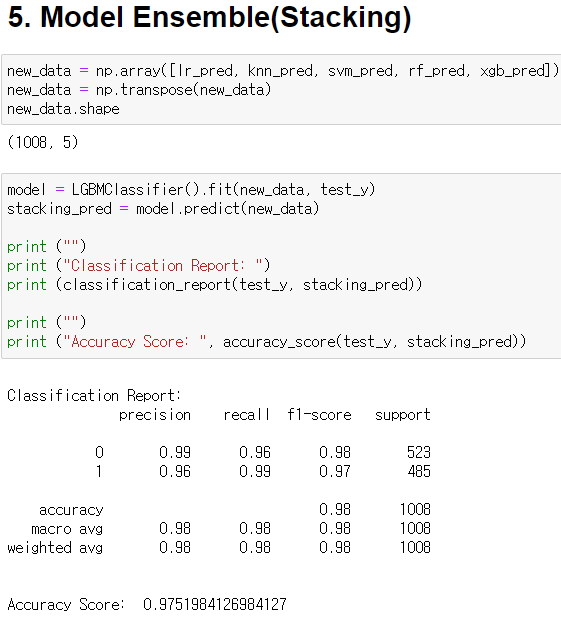 5. Model Ensemble(Stacking)
new_data = np.array([lr_pred, knn_pred, svm_pred, rf_pred, xgb_pred])
new_data = np.transpose(new_data)
new_data.shape
(1008, 5)
model = LGBMClassifier().fit(new_data, test_y)
stacking_pred = model.predict(new_data)
print ("")
print ("Classification Report: ")
print (classification_report(test_y, stacking_pred))
print ("")
print ("Accuracy Score: ", accuracy_score(test_y, stacking_pred))
Classification Report:
precision recall f1-score support
0 0.99 0.96 0.98 523
1 0.96 0.99 0.97 485
accuracy 0.98 1008
macro avg 0.98 0.98 0.98 1008
weighted avg 0.98 0.98 0.98 1008
Accuracy Score: 0.9751984126984127